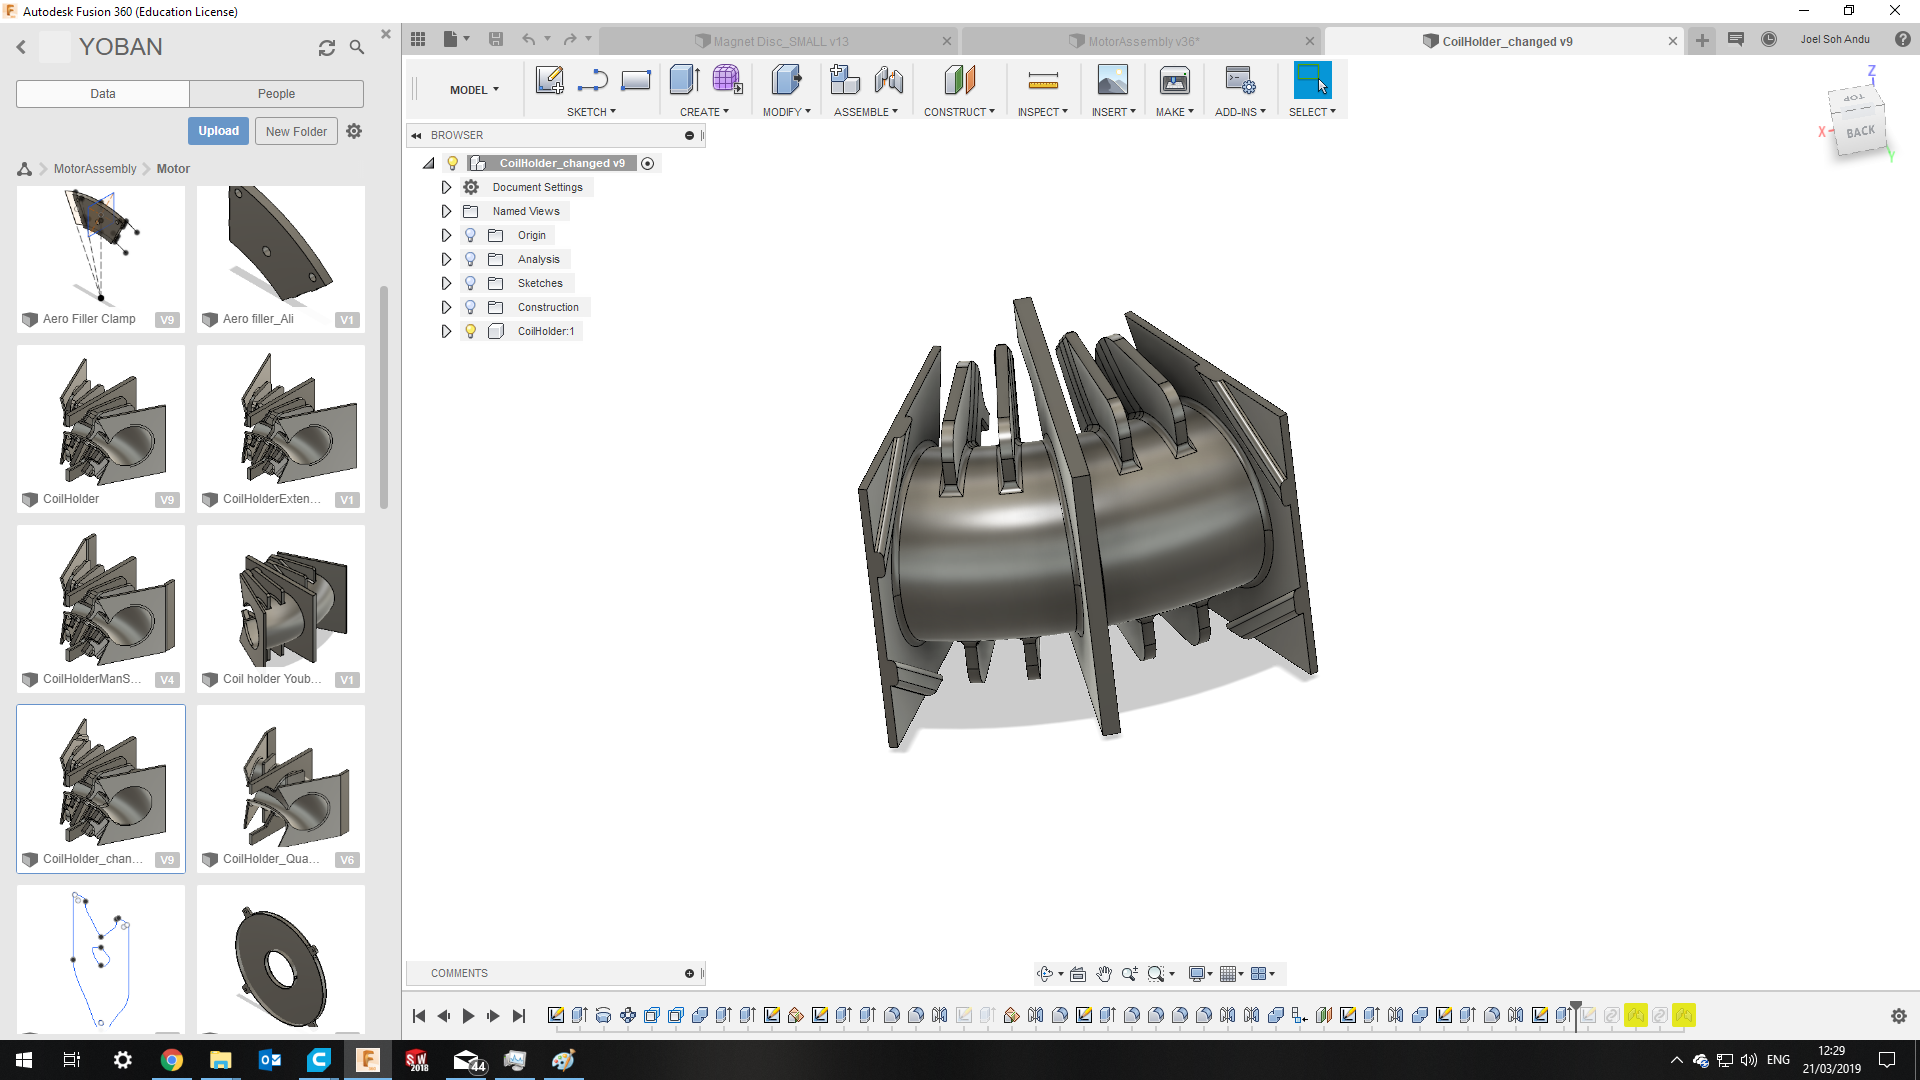 Autodesk Fusion 360 (Education License)
YOBAN
Data
People
Upload
New Folder
MotorAssembly
Motor
Aero Filler Clamp
V9
Aero filler_Ali
V1
CoilHolder
V9
CoilHolderExten...
V1
CoilHolderManS...
V4
Coil holder Youb...
V1
CoilHolder_chan...
V9
CoilHolder_Qua...
V6
Magnet Disc_SMALL v13
MotorAssembly v36*
CoilHolder_changed v9
Joel Soh Andu
MODEL
SKETCH
CREATE
MODIFY
ASSEMBLE
CONSTRUCT
INSPECT
INSERT
MAKE
ADD-INS
SELECT
BROWSER
CoilHolder_changed v9
Document Settings
Named Views
Origin
Analysis
Sketches
Construction
CoilHolder:1
Z
TOP
X
BACK
Y
COMMENTS
SW
2018
44
ENG
12:29
21/03/2019